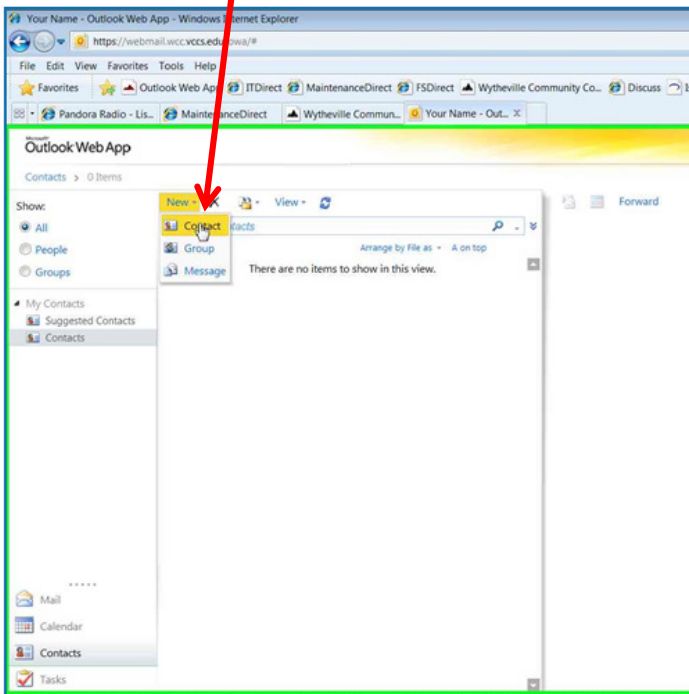 Your Name - Outlook Web App - Windows Internet Explorer
https://webmail.wcc.vccs.edu/owa/#
File Edit View Favorites Tools Help
Favorites Outlook Web App ITDirect MaintenanceDirect FSDirect Wytheville Community Co... Discuss
Pandora Radio - Lis... MaintenanceDirect Wytheville Commun... Your Name - Out... X
Microsoft
Outlook Web App
Contacts > 0 Items
Show:
All
People
Groups
My Contacts
Suggested Contacts
Contacts
Mail
Calendar
Contacts
Tasks
New X View Forward
Contact
Group
Message
Arrange by File as A on top
There are no items to show in this view.